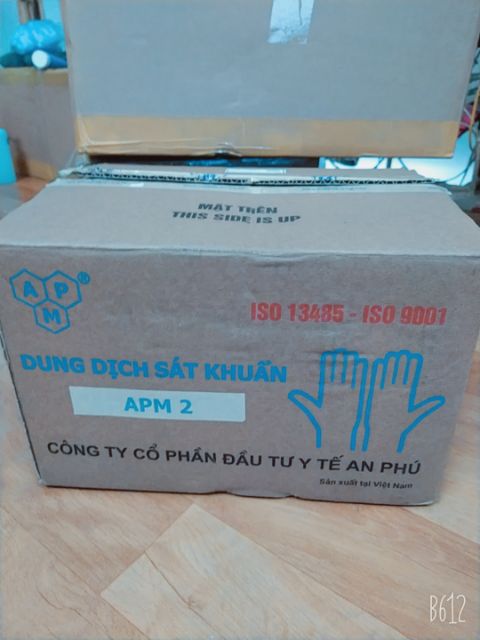 MẶT TRÊN
THIS SIDE IS UP
A P ®
M
ISO 13485 - ISO 9001
DUNG DỊCH SÁT KHUẨN
APM 2
CÔNG TY CỔ PHẦN ĐẦU TƯ Y TẾ AN PHÚ
Sản xuất tại Việt Nam
B612